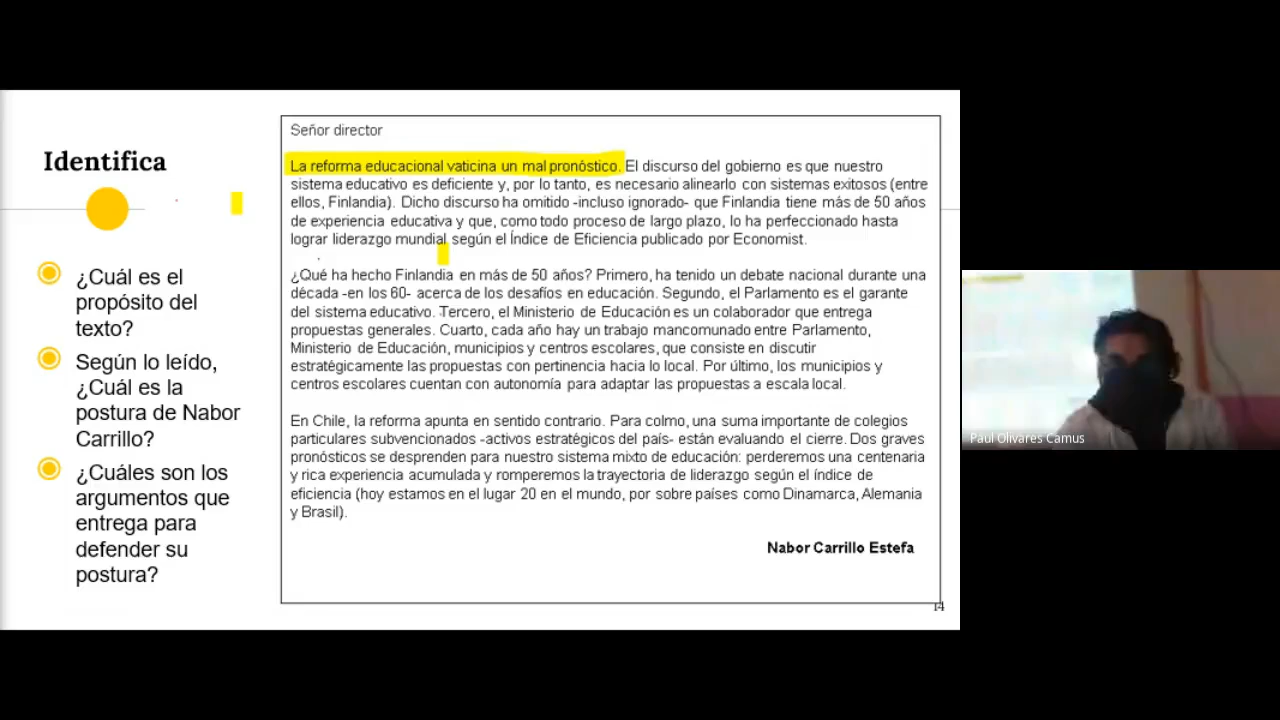 Identifica
¿Cuál es el
propósito del
texto?
Según lo leído,
¿Cuál es la
postura de Nabor
Carrillo?
¿Cuáles son los
argumentos que
entrega para
defender su
postura?
Señor director
La reforma educacional vaticina un mal pronóstico. El discurso del gobierno es que nuestro
sistema educativo es deficiente y, por lo tanto, es necesario alinearlo con sistemas exitosos (entre
ellos, Finlandia). Dicho discurso ha omitido -incluso ignorado- que Finlandia tiene más de 50 años
de experiencia educativa y que, como todo proceso de largo plazo, lo ha perfeccionado hasta
lograr liderazgo mundial según el Índice de Eficiencia publicado por Economist.
¿Qué ha hecho Finlandia en más de 50 años? Primero, ha tenido un debate nacional durante una
década -en los 60- acerca de los desafíos en educación. Segundo, el Parlamento es el garante
del sistema educativo. Tercero, el Ministerio de Educación es un colaborador que entrega
propuestas generales. Cuarto, cada año hay un trabajo mancomunado entre Parlamento,
Ministerio de Educación, municipios y centros escolares, que consiste en discutir
estratégicamente las propuestas con pertinencia hacia lo local. Por último, los municipios y
centros escolares cuentan con autonomía para adaptar las propuestas a escala local.
En Chile, la reforma apunta en sentido contrario. Para colmo, una suma importante de colegios
particulares subvencionados -activos estratégicos del país- están evaluando el cierre. Dos graves
pronósticos se desprenden para nuestro sistema mixto de educación: perderemos una centenaria
y rica experiencia acumulada y romperemos la trayectoria de liderazgo según el índice de
eficiencia (hoy estamos en el lugar 20 en el mundo, por sobre países como Dinamarca, Alemania
y Brasil).
Nabor Carrillo Estefa
14
Paul Olivares Camus